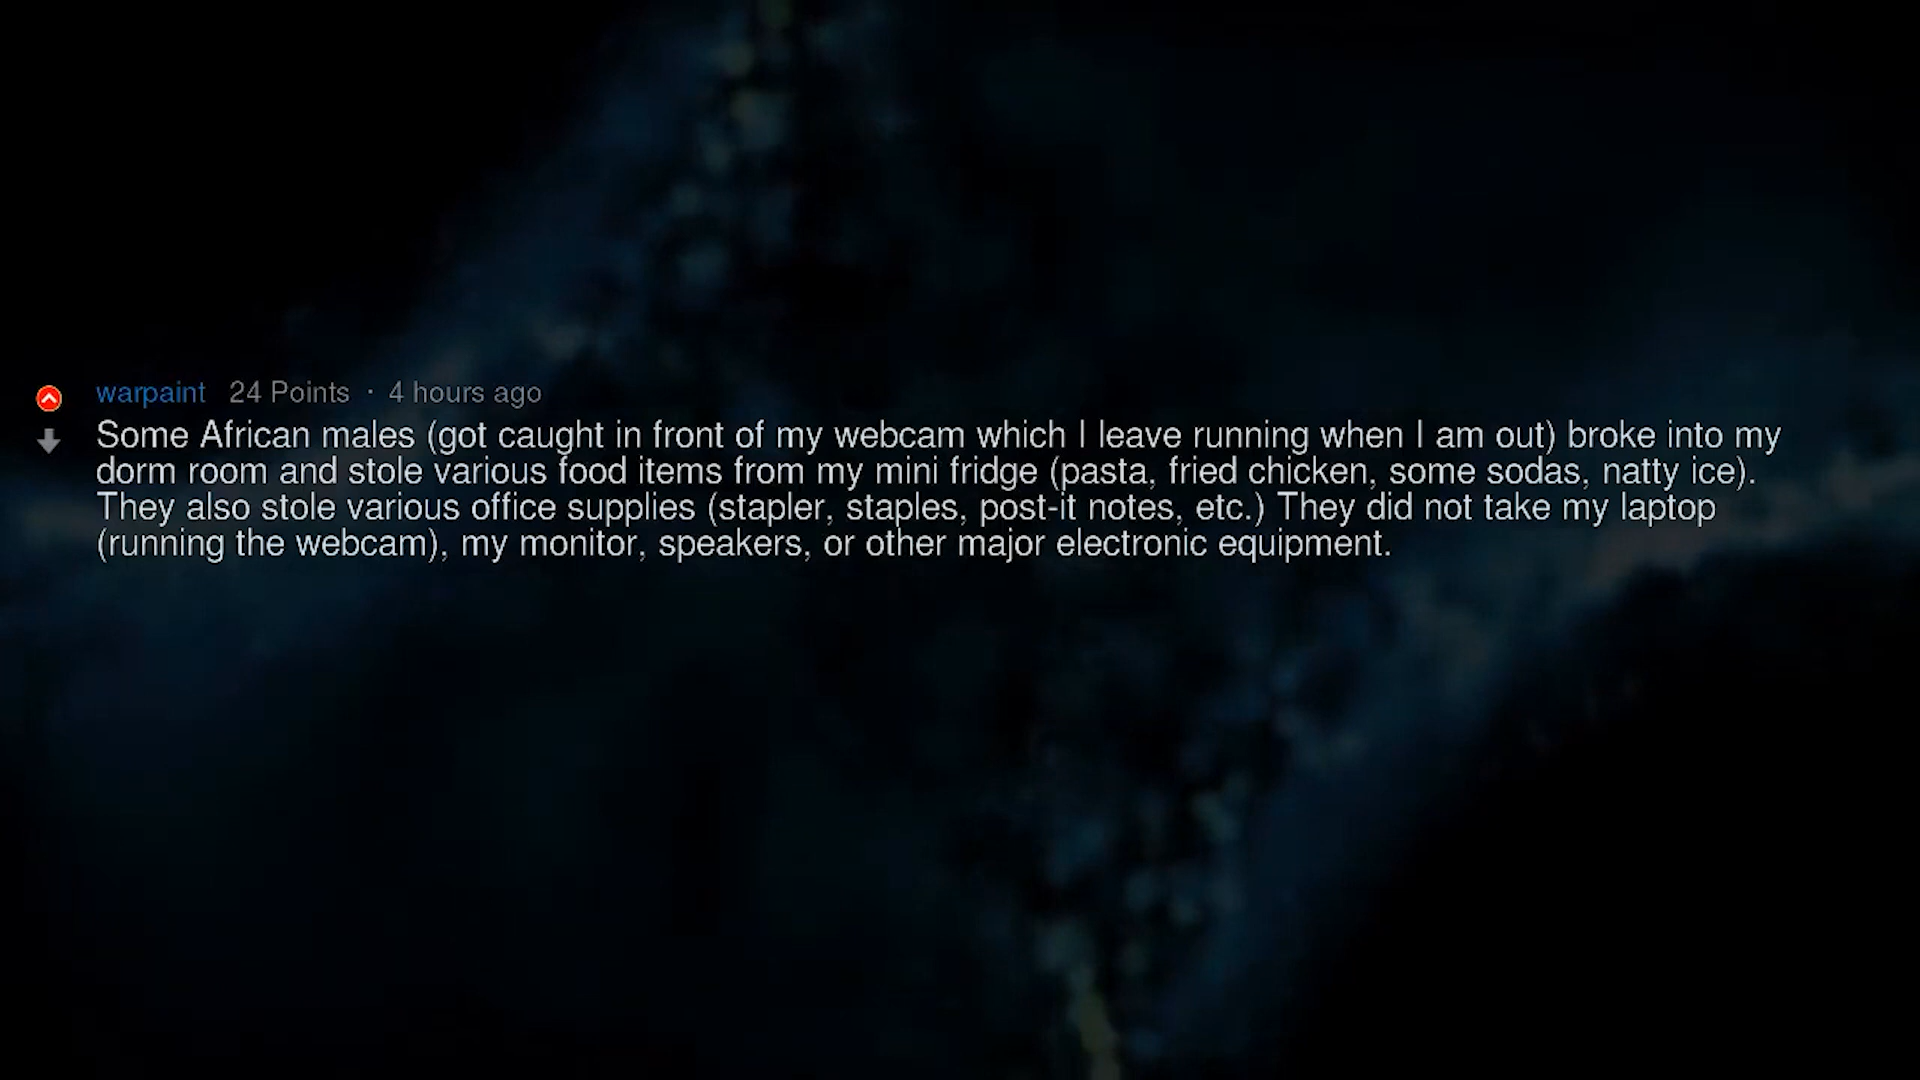 warpaint 24 Points · 4 hours ago
Some African males (got caught in front of my webcam which I leave running when I am out) broke into my
dorm room and stole various food items from my mini fridge (pasta, fried chicken, some sodas, natty ice).
They also stole various office supplies (stapler, staples, post-it notes, etc.) They did not take my laptop
(running the webcam), my monitor, speakers, or other major electronic equipment.